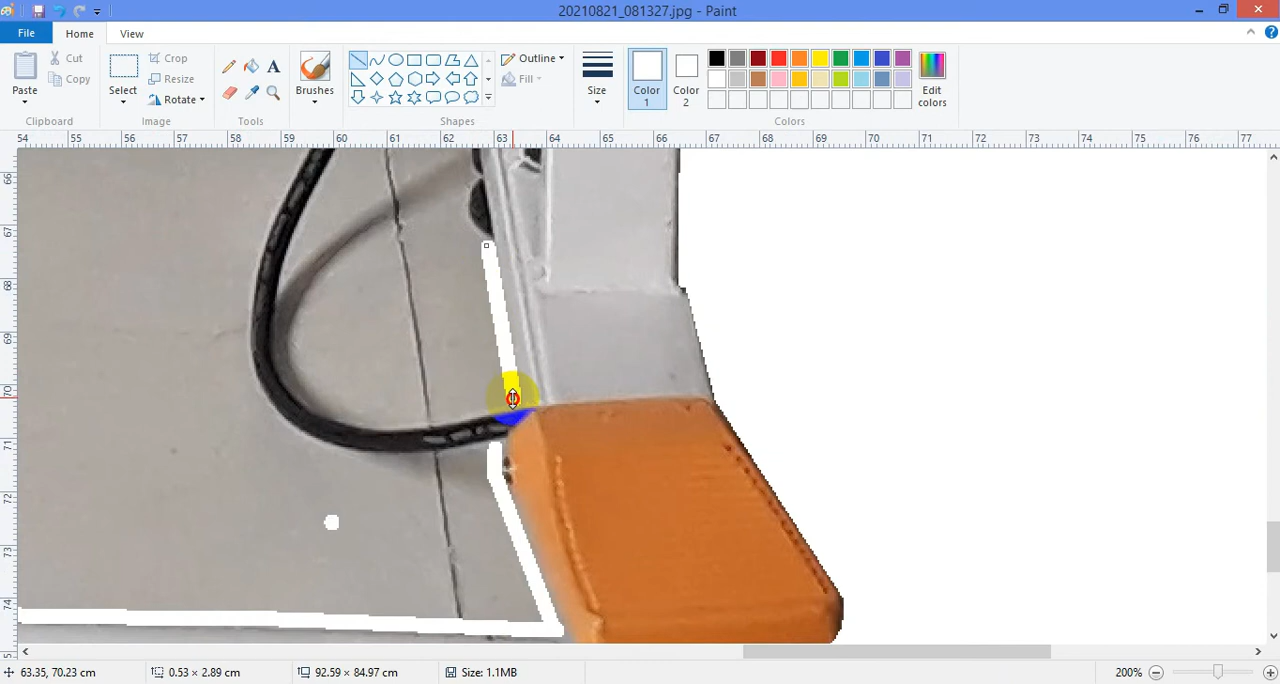 20210821_081327.jpg - Paint
File
Home
View
Paste
Cut
Copy
Clipboard
Select
Crop
Resize
Rotate
Image
A
Tools
Brushes
Outline
Fill
Shapes
Size
Color 1
Color 2
Edit colors
Colors
54 55 56 57 58 59 60 61 62 63 64 65 66 67 68 69 70 71 72 73 74 75 76 77
66
67
68
69
70
71
72
73
74
63.35, 70.23 cm
0.53 × 2.89 cm
92.59 × 84.97 cm
Size: 1.1MB
200%